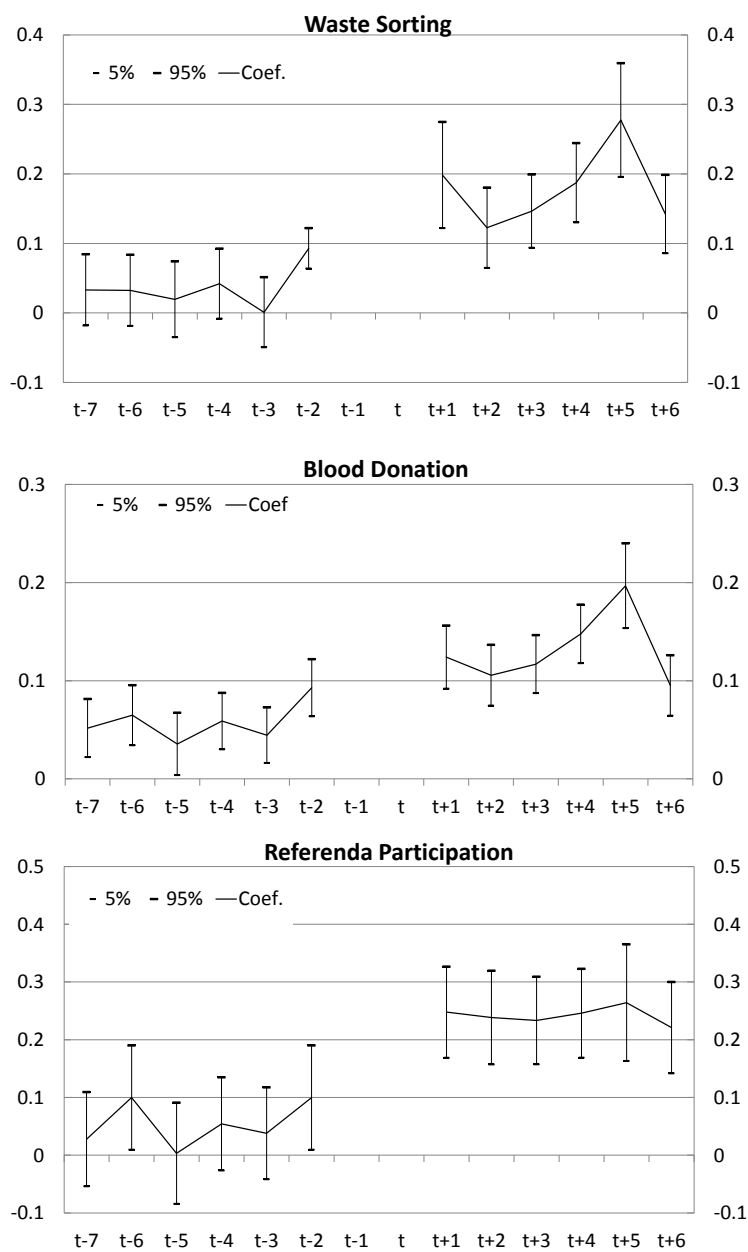 Waste Sorting
0.4 0.4
5% 95% Coef.
0.3 0.3
0.2 0.2
0.1 0.1
0 0
-0.1 -0.1
t-7 t-6 t-5 t-4 t-3 t-2 t-1 t t+1 t+2 t+3 t+4 t+5 t+6
Blood Donation
0.3 0.3
5% 95% Coef
0.2 0.2
0.1 0.1
0 0
t-7 t-6 t-5 t-4 t-3 t-2 t-1 t t+1 t+2 t+3 t+4 t+5 t+6
Referenda Participation
0.5 0.5
5% 95% Coef.
0.4 0.4
0.3 0.3
0.2 0.2
0.1 0.1
0 0
-0.1 -0.1
t-7 t-6 t-5 t-4 t-3 t-2 t-1 t t+1 t+2 t+3 t+4 t+5 t+6